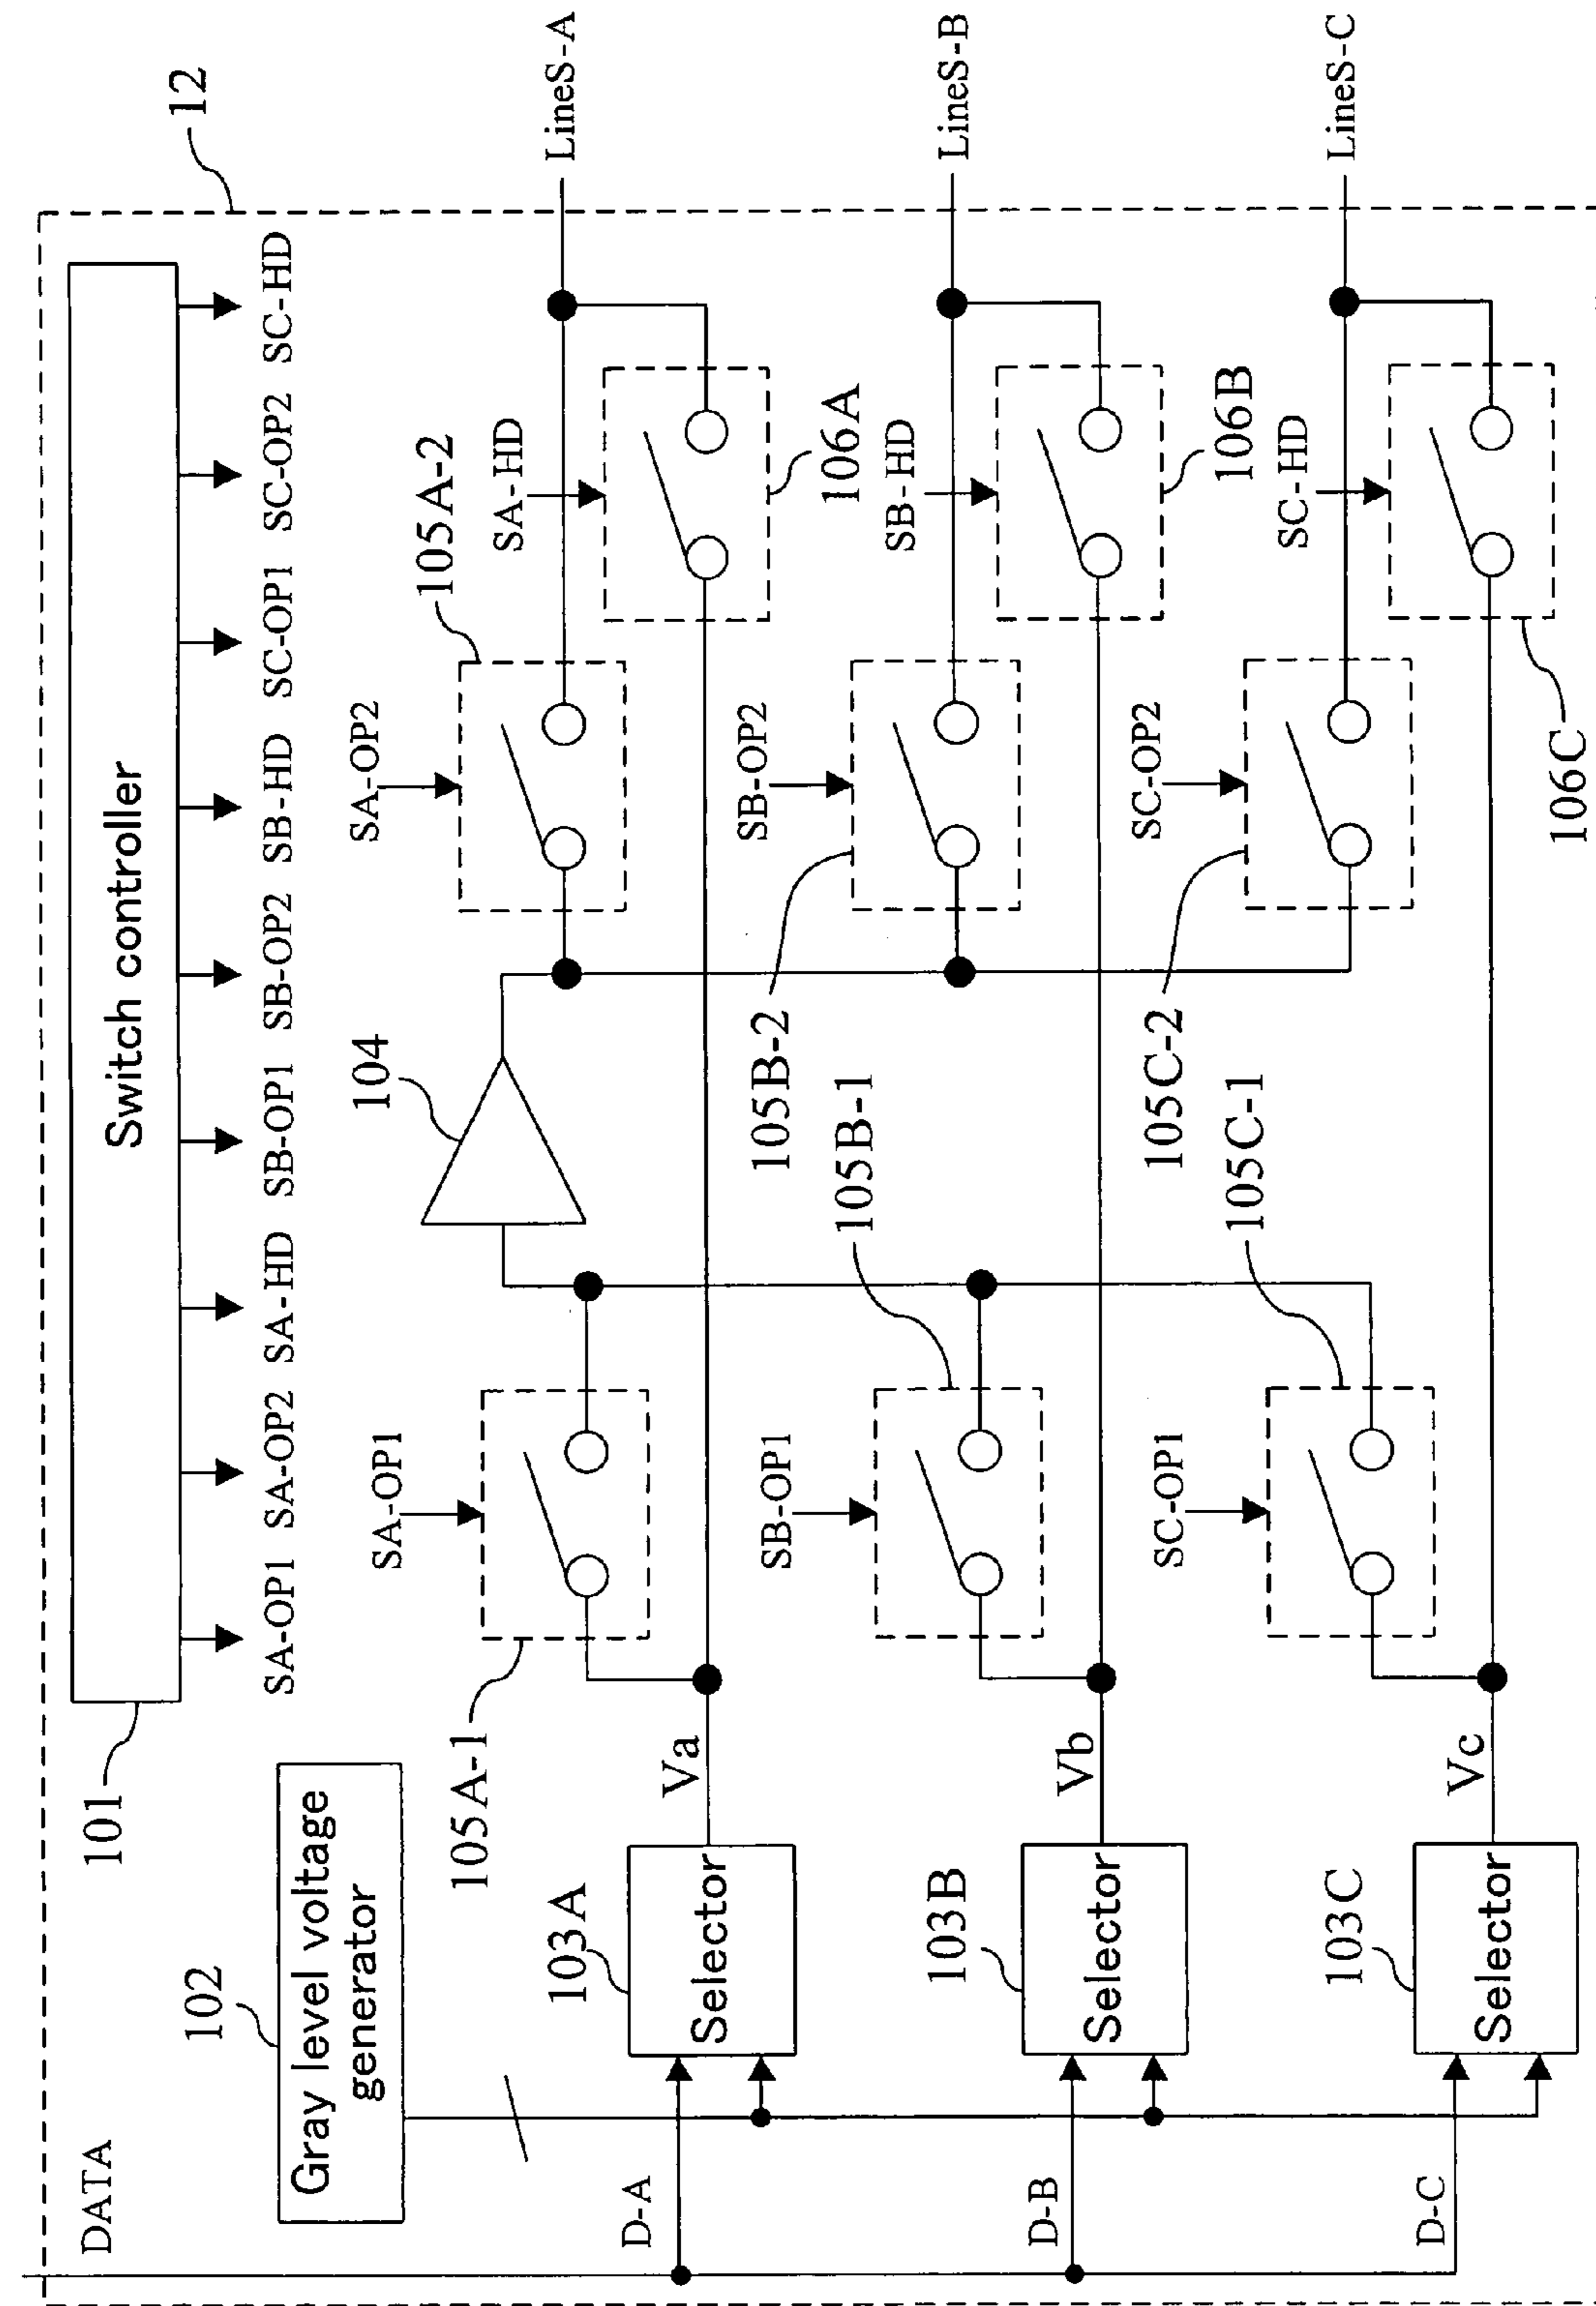 12
Switch controller
101
SA-OP1 SA-OP2 SA-HD SB-OP1 SB-OP2 SB-HD SC-OP1 SC-OP2 SC-HD
DATA
102
Gray level voltage
generator
104
SA-OP1
SA-OP2
105A-2
SA-HD
LineS-A
105A-1
103A
Selector
Va
106A
D-A
SB-OP1
105B-1
105B-2
SB-OP2
SB-HD
LineS-B
103B
Selector
Vb
106B
D-B
SC-OP1
105C-1
105C-2
SC-OP2
SC-HD
LineS-C
103C
Selector
Vc
106C
D-C